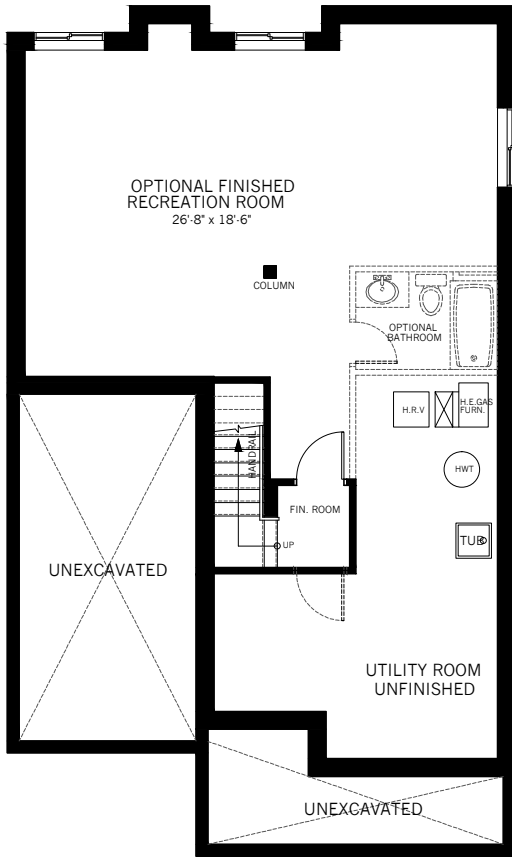 OPTIONAL FINISHED
RECREATION ROOM
26'-8" x 18'-6"
COLUMN
OPTIONAL
BATHROOM
H.R.V
H.E.GAS
FURN.
HANDRAIL
HWT
FIN. ROOM
TUB
UP
UNEXCAVATED
UTILITY ROOM
UNFINISHED
UNEXCAVATED